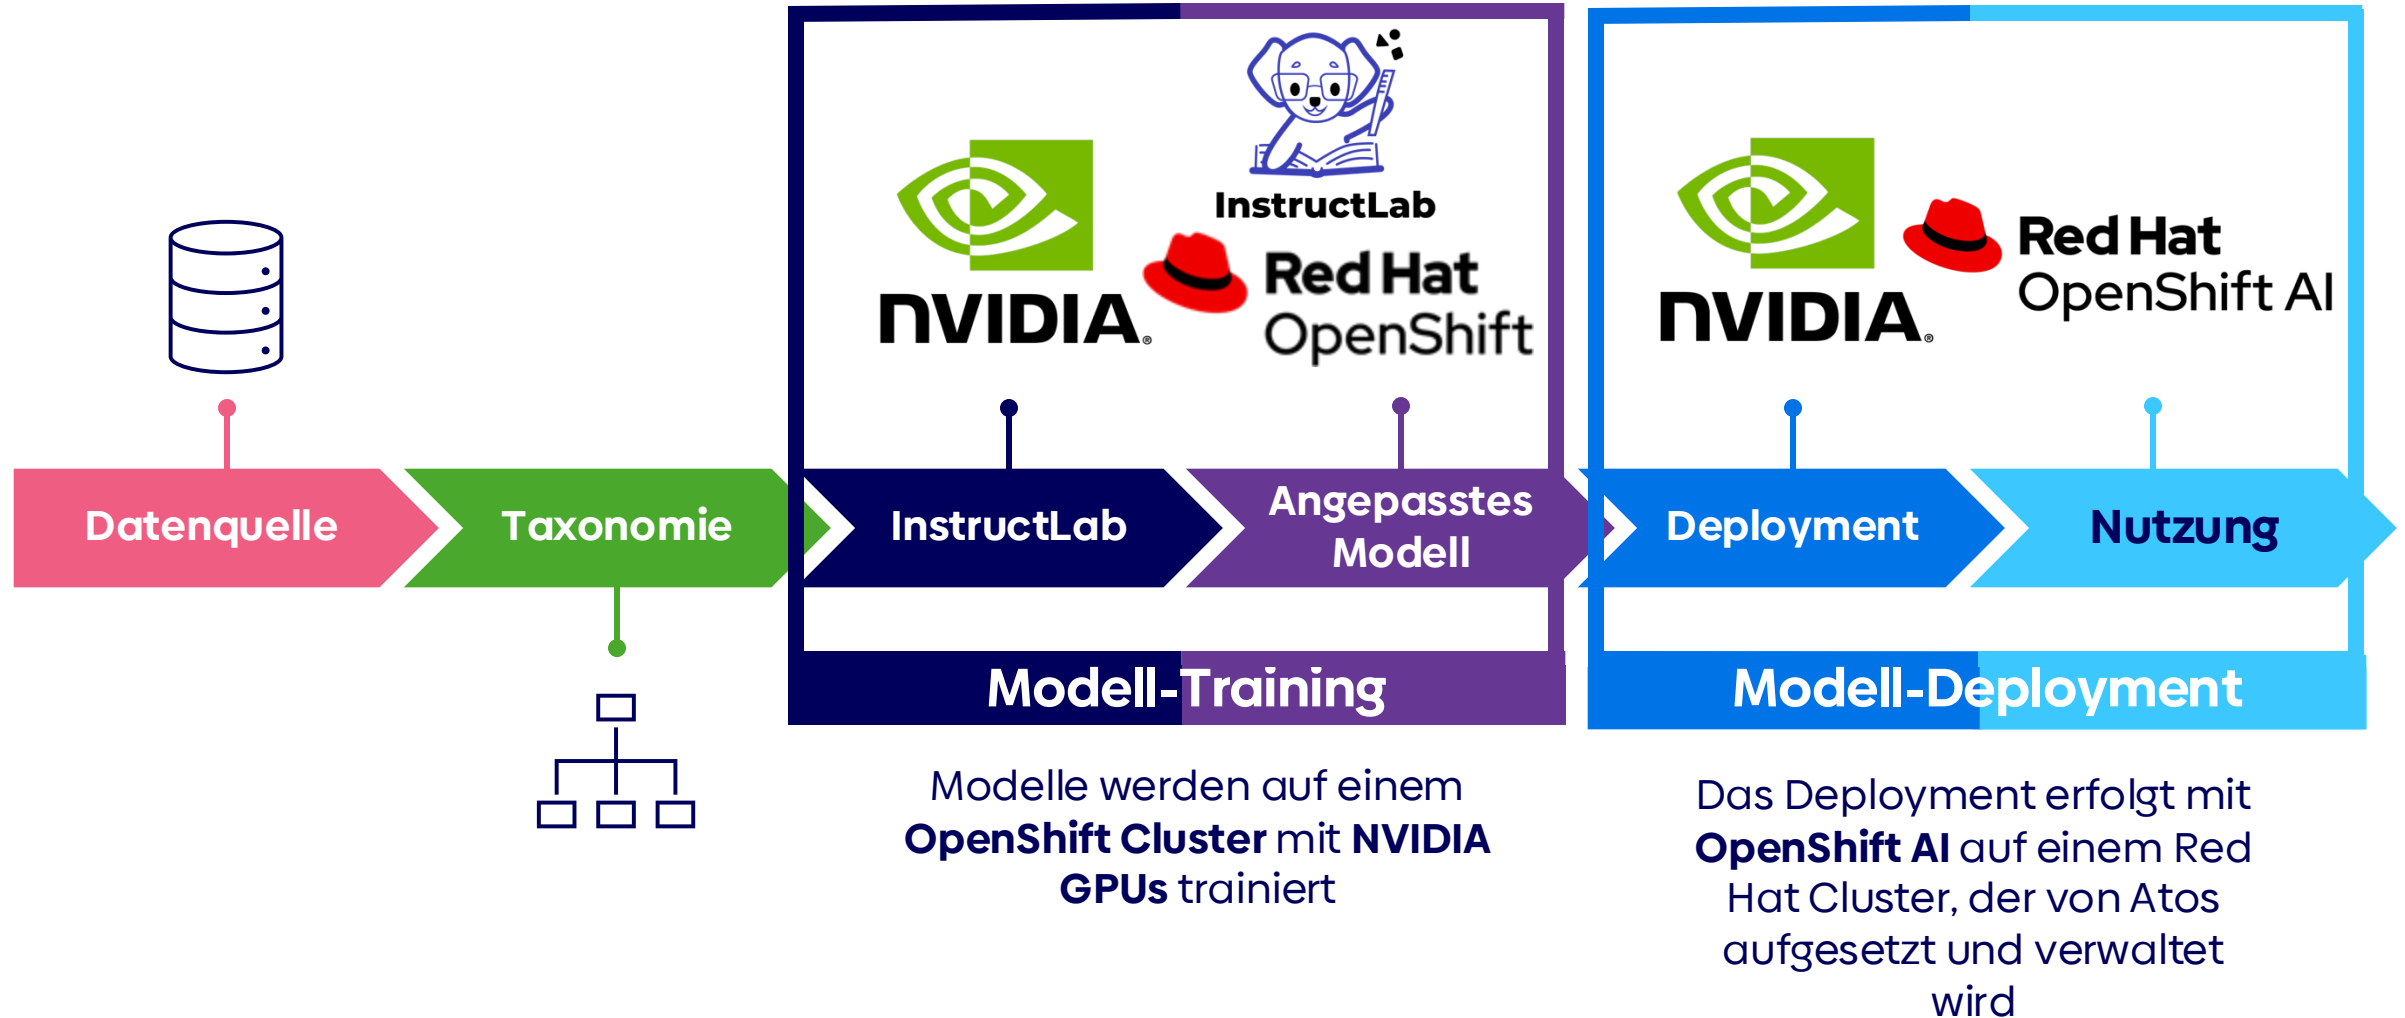 InstructLab
NVIDIA®
Red Hat
OpenShift
NVIDIA®
Red Hat
OpenShift AI
Datenquelle
Taxonomie
InstructLab
Angepasstes
Modell
Deployment
Nutzung
Modell-Training
Modell-Deployment
Modelle werden auf einem
OpenShift Cluster mit NVIDIA
GPUs trainiert
Das Deployment erfolgt mit
OpenShift AI auf einem Red
Hat Cluster, der von Atos
aufgesetzt und verwaltet
wird